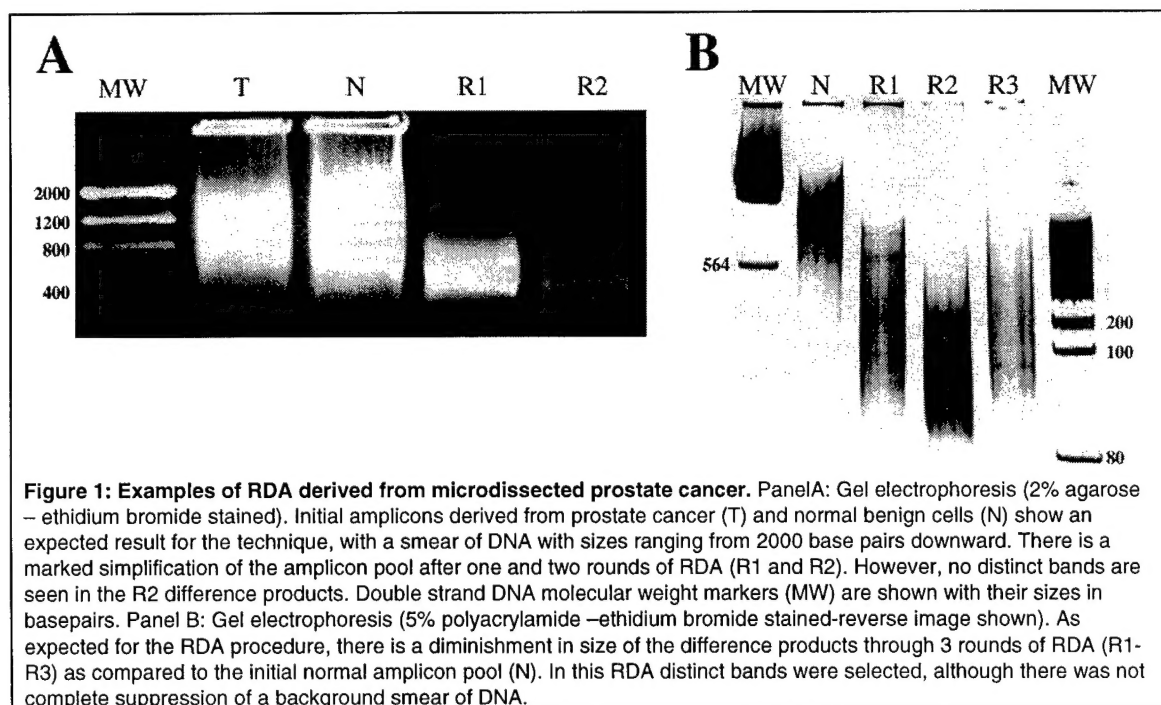 A
MW T N R1 R2
2000
1200
800
400
B
MW N R1 R2 R3 MW
564
200
100
80
Figure 1: Examples of RDA derived from microdissected prostate cancer. PanelA: Gel electrophoresis (2% agarose
– ethidium bromide stained). Initial amplicons derived from prostate cancer (T) and normal benign cells (N) show an
expected result for the technique, with a smear of DNA with sizes ranging from 2000 base pairs downward. There is a
marked simplification of the amplicon pool after one and two rounds of RDA (R1 and R2). However, no distinct bands are
seen in the R2 difference products. Double strand DNA molecular weight markers (MW) are shown with their sizes in
basepairs. Panel B: Gel electrophoresis (5% polyacrylamide –ethidium bromide stained-reverse image shown). As
expected for the RDA procedure, there is a diminishment in size of the difference products through 3 rounds of RDA (R1-
R3) as compared to the initial normal amplicon pool (N). In this RDA distinct bands were selected, although there was not
complete suppression of a background smear of DNA.